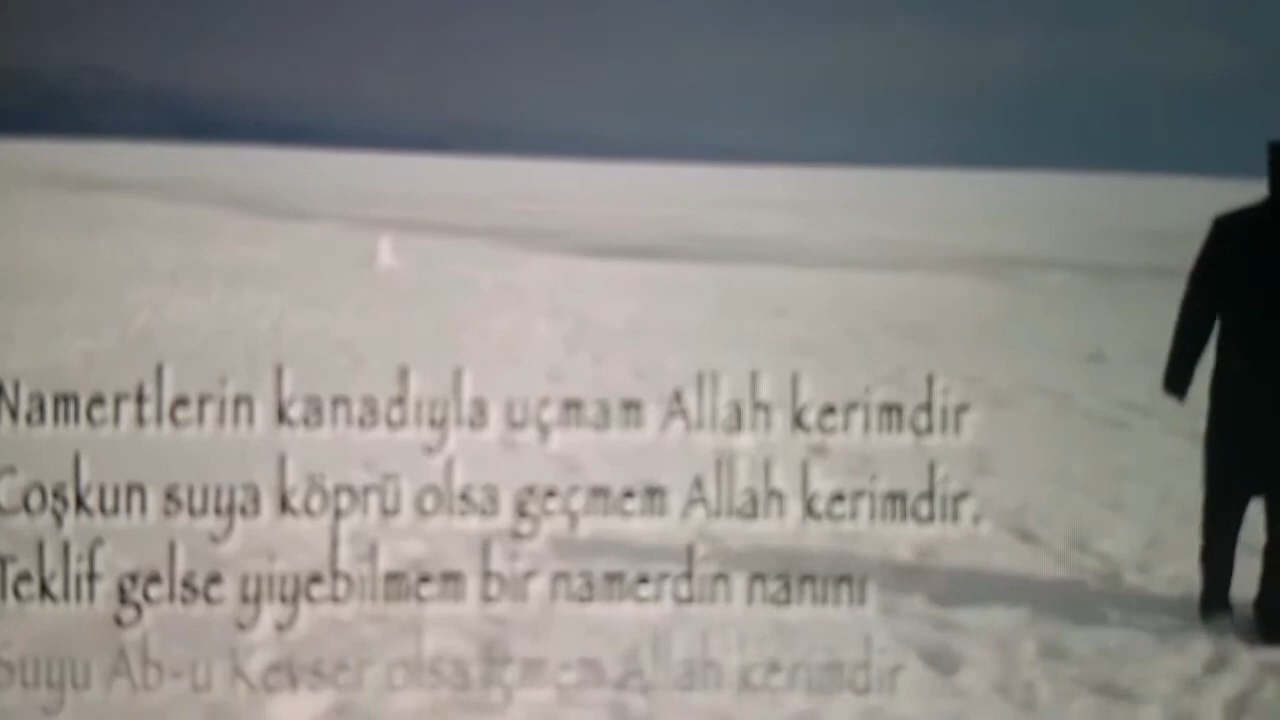 Namertlerin kanadıyla uçmam Allah kerimdir
Coşkun suya köprü olsa geçmem Allah kerimdir.
Teklif gelse yiyebilmem bir namerdin nanını
Suyu Ab-u Kevser olsa içmem Allah kerimdir